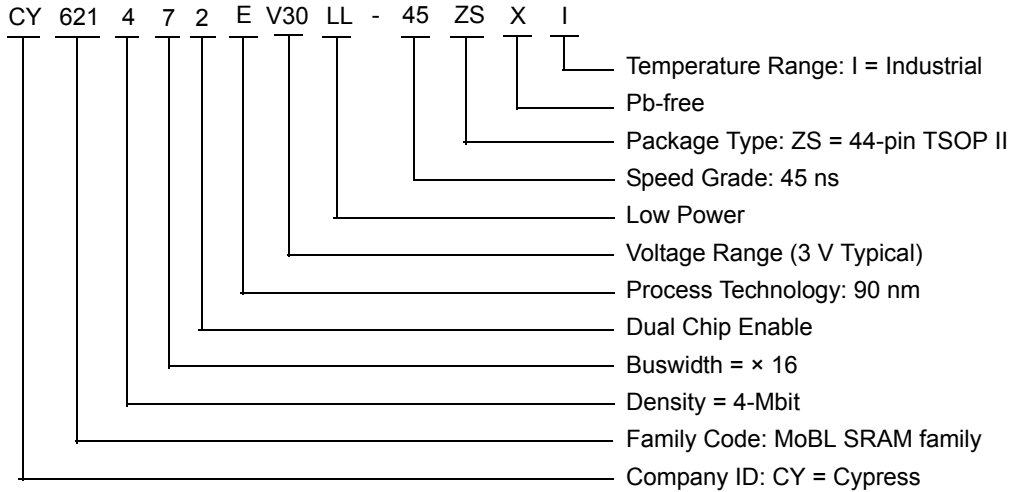 CY 621 4 7 2 E V30 LL - 45 ZS X I
Temperature Range: I = Industrial
Pb-free
Package Type: ZS = 44-pin TSOP II
Speed Grade: 45 ns
Low Power
Voltage Range (3 V Typical)
Process Technology: 90 nm
Dual Chip Enable
Buswidth = × 16
Density = 4-Mbit
Family Code: MoBL SRAM family
Company ID: CY = Cypress